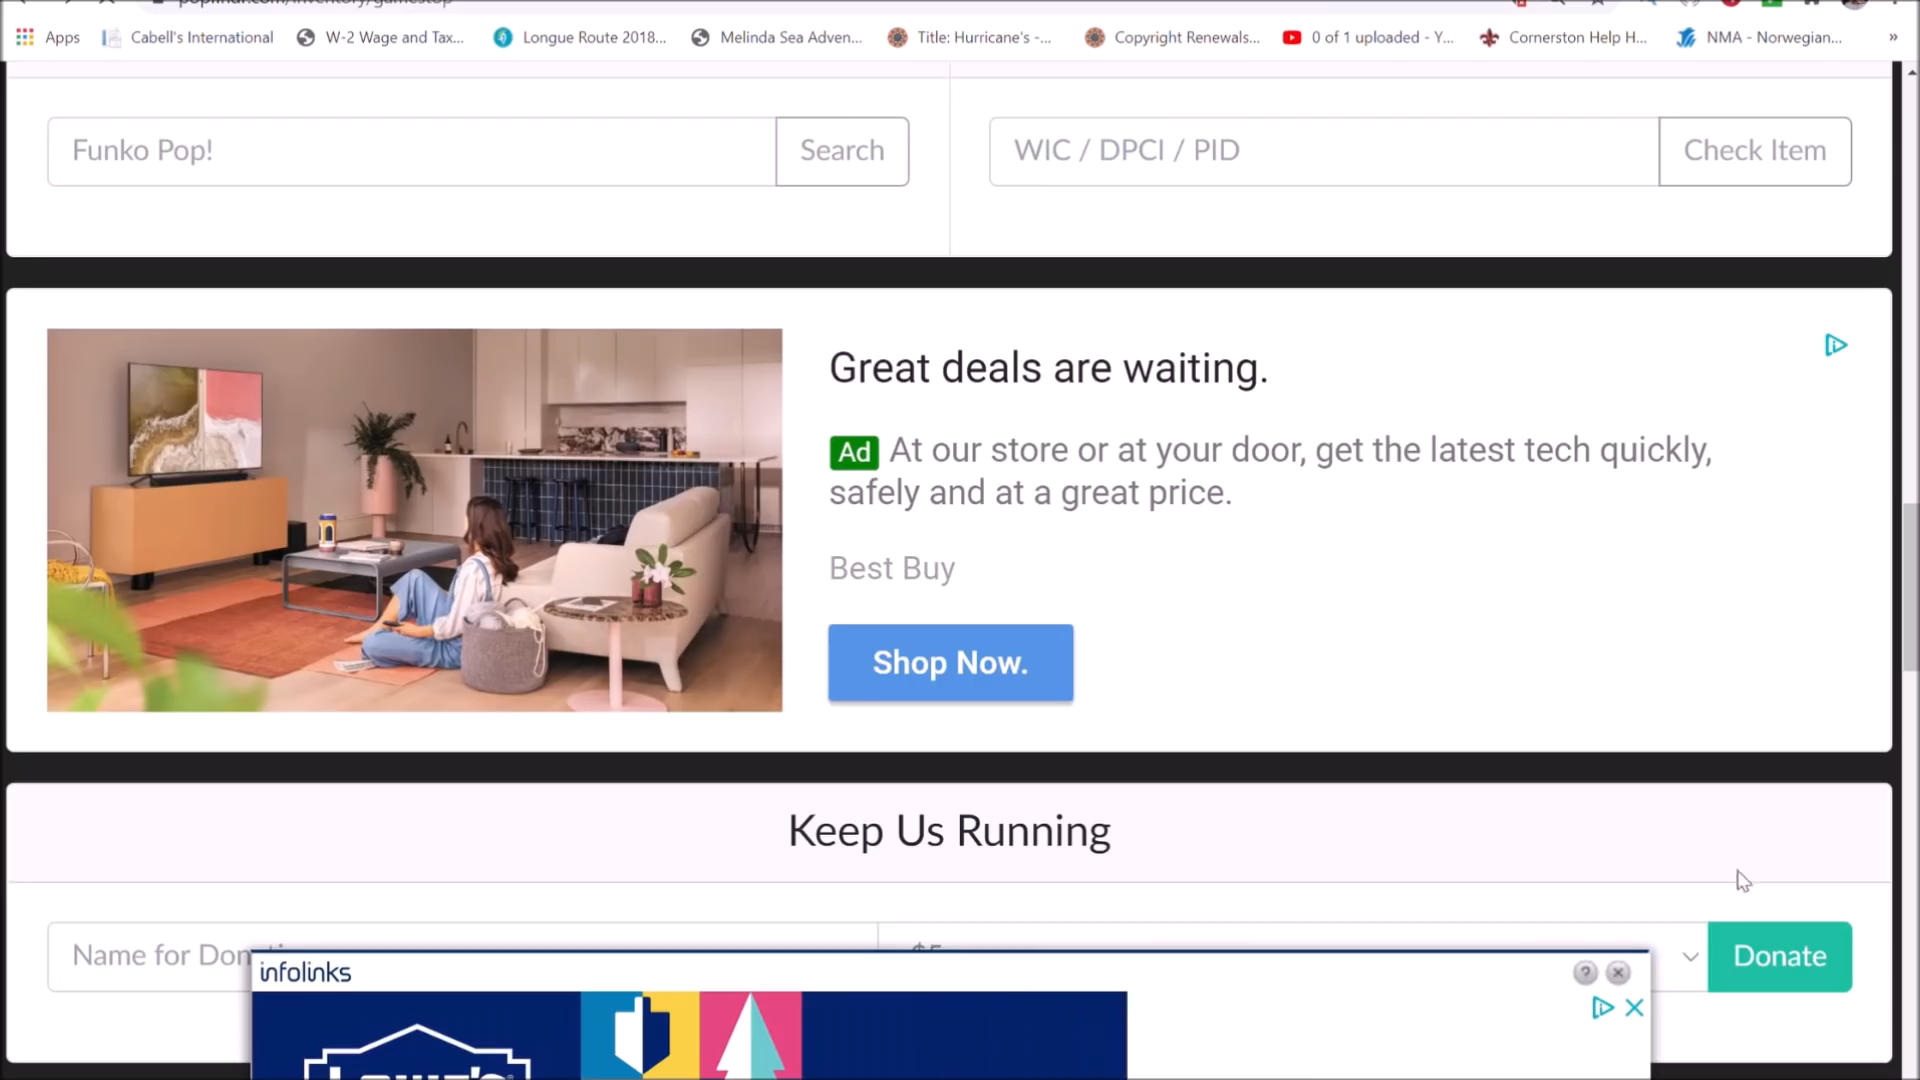 Apps Cabell's International W-2 Wage and Tax... Longue Route 2018... Melinda Sea Adven... Title: Hurricane's -... Copyright Renewals... 0 of 1 uploaded - Y... Cornerston Help H... NMA - Norwegian... »
Funko Pop! Search WIC / DPCI / PID Check Item
Great deals are waiting.
Ad At our store or at your door, get the latest tech quickly,
safely and at a great price.
Best Buy
Shop Now.
Keep Us Running
Name for Don Donate
infolinks
LOWE'S